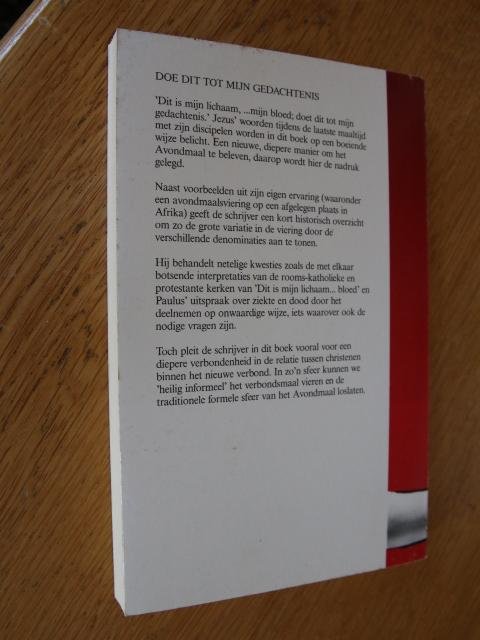 DOE DIT TOT MIJN GEDACHTENIS
'Dit is mijn lichaam, ...mijn bloed; doet dit tot mijn
gedachtenis.' Jezus' woorden tijdens de laatste maaltijd
met zijn discipelen worden in dit boek op een boeiende
wijze belicht. Een nieuwe, diepere manier om het
Avondmaal te beleven, daarop wordt hier de nadruk
gelegd.
Naast voorbeelden uit zijn eigen ervaring (waaronder
een avondmaalsviering op een afgelegen plaats in
Afrika) geeft de schrijver een kort historisch overzicht
om zo de grote variatie in de viering door de
verschillende denominaties aan te tonen.
Hij behandelt netelige kwesties zoals de met elkaar
botsende interpretaties van de rooms-katholieke en
protestante kerken van 'Dit is mijn lichaam... bloed' en
Paulus' uitspraak over ziekte en dood door het
deelnemen op onwaardige wijze, iets waarover ook de
nodige vragen zijn.
Toch pleit de schrijver in dit boek vooral voor een
diepere verbondenheid in de relatie tussen christenen
binnen het nieuwe verbond. In zo'n sfeer kunnen we
'heilig informeel' het verbondsmaal vieren en de
traditionele formele sfeer van het Avondmaal loslaten.